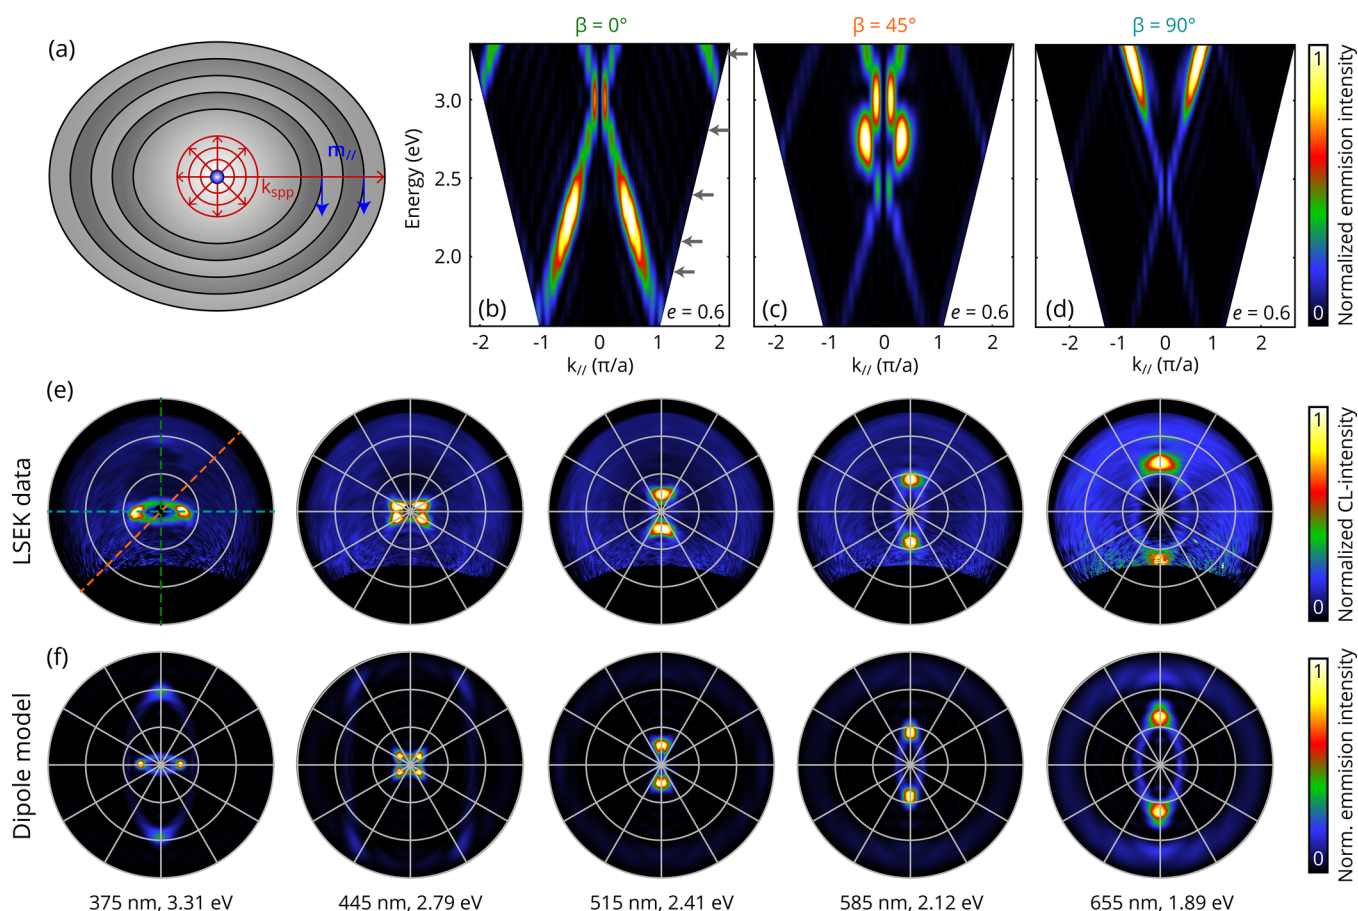 (a)
m//
kspp
β = 0°
β = 45°
β = 90°
Energy (eV)
3.0
2.5
2.0
(b)
e = 0.6
(c)
e = 0.6
(d)
e = 0.6
-2 -1 0 1 2
-2 -1 0 1 2
-2 -1 0 1 2
k// (π/a)
k// (π/a)
k// (π/a)
1
0
Normalized emmision intensity
(e)
LSEK data
1
0
Normalized CL-intensity
(f)
Dipole model
1
0
Norm. emmision intensity
375 nm, 3.31 eV
445 nm, 2.79 eV
515 nm, 2.41 eV
585 nm, 2.12 eV
655 nm, 1.89 eV